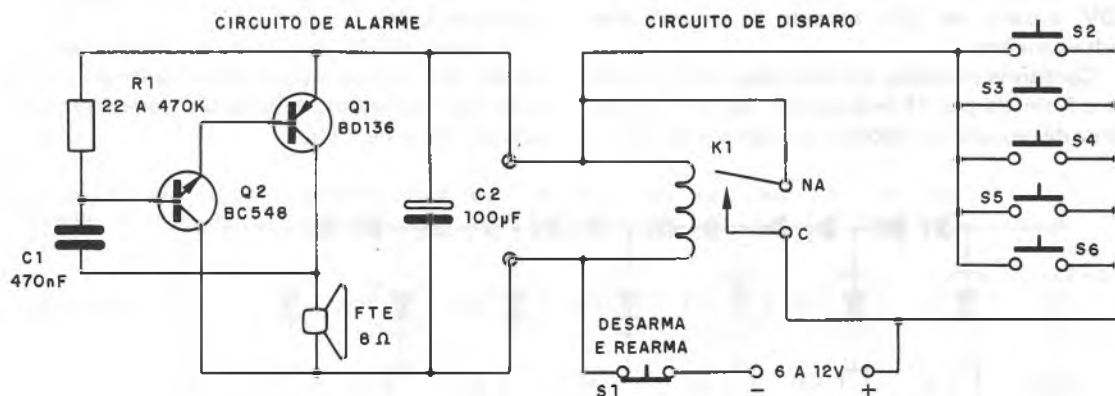 CIRCUITO DE ALARME
CIRCUITO DE DISPARO
R1
22 A 470K
Q1
BD136
Q2
BC548
C1
470nF
C2
100µF
FTE
8Ω
K1
NA
C
DESARMA
E REARMA
S1
6 A 12V
-
+
S2
S3
S4
S5
S6